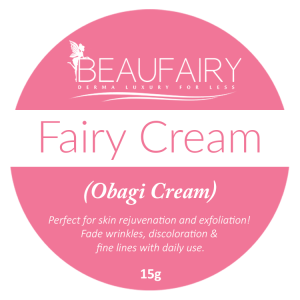 BEAUFAIRY
DERMA LUXURY FOR LESS
Fairy Cream
(Obagi Cream)
Perfect for skin rejuvenation and exfoliation!
Fade wrinkles, discoloration &
fine lines with daily use.
15g